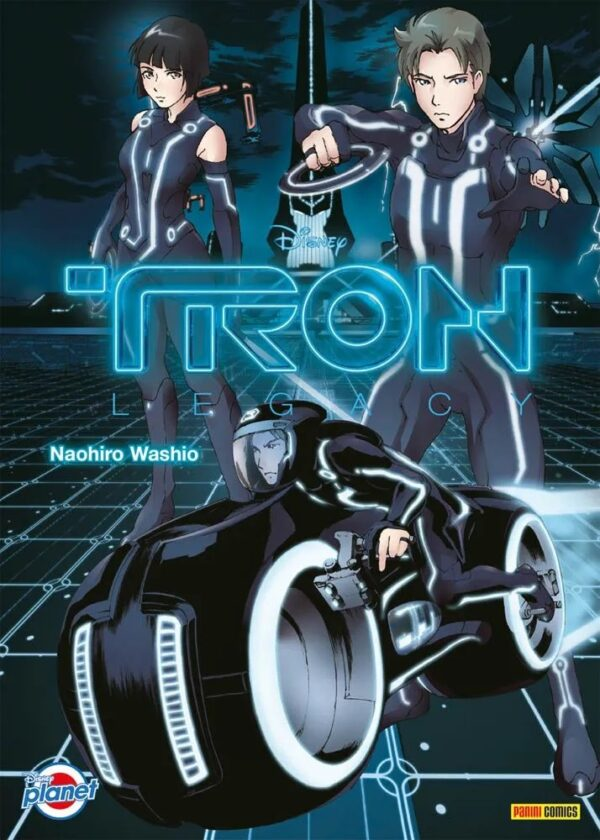 Disney
TRON
LEGACY
Naohiro Washio
Disney
planet
PANINI COMICS